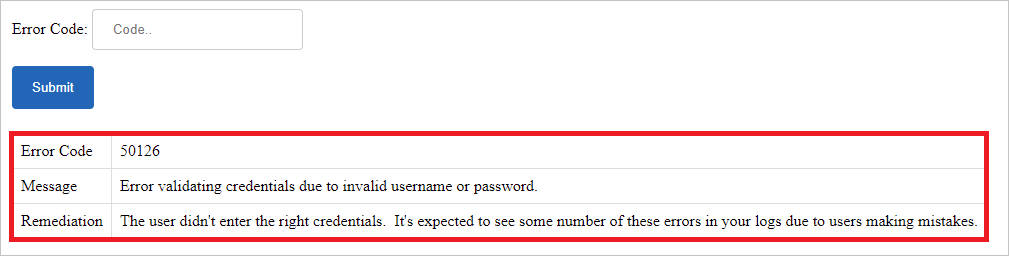 Error Code: Code..
Submit
Error Code 50126
Message Error validating credentials due to invalid username or password.
Remediation The user didn't enter the right credentials.  It's expected to see some number of these errors in your logs due to users making mistakes.